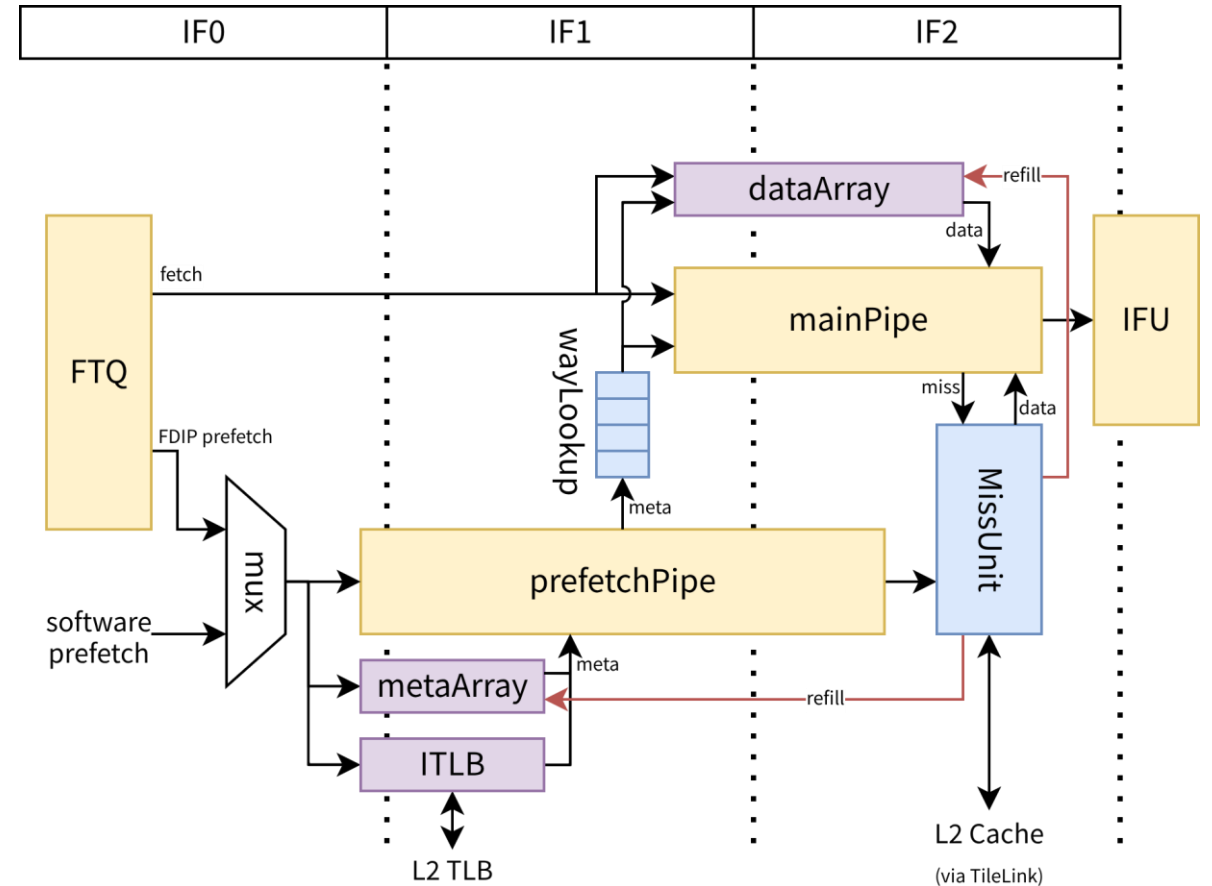 IF0
IF1
IF2
dataArray
refill
data
fetch
mainPipe
IFU
FTQ
wayLookup
miss
data
FDIP prefetch
MissUnit
meta
mux
prefetchPipe
software
prefetch
meta
metaArray
refill
ITLB
L2 Cache
L2 TLB
(via TileLink)